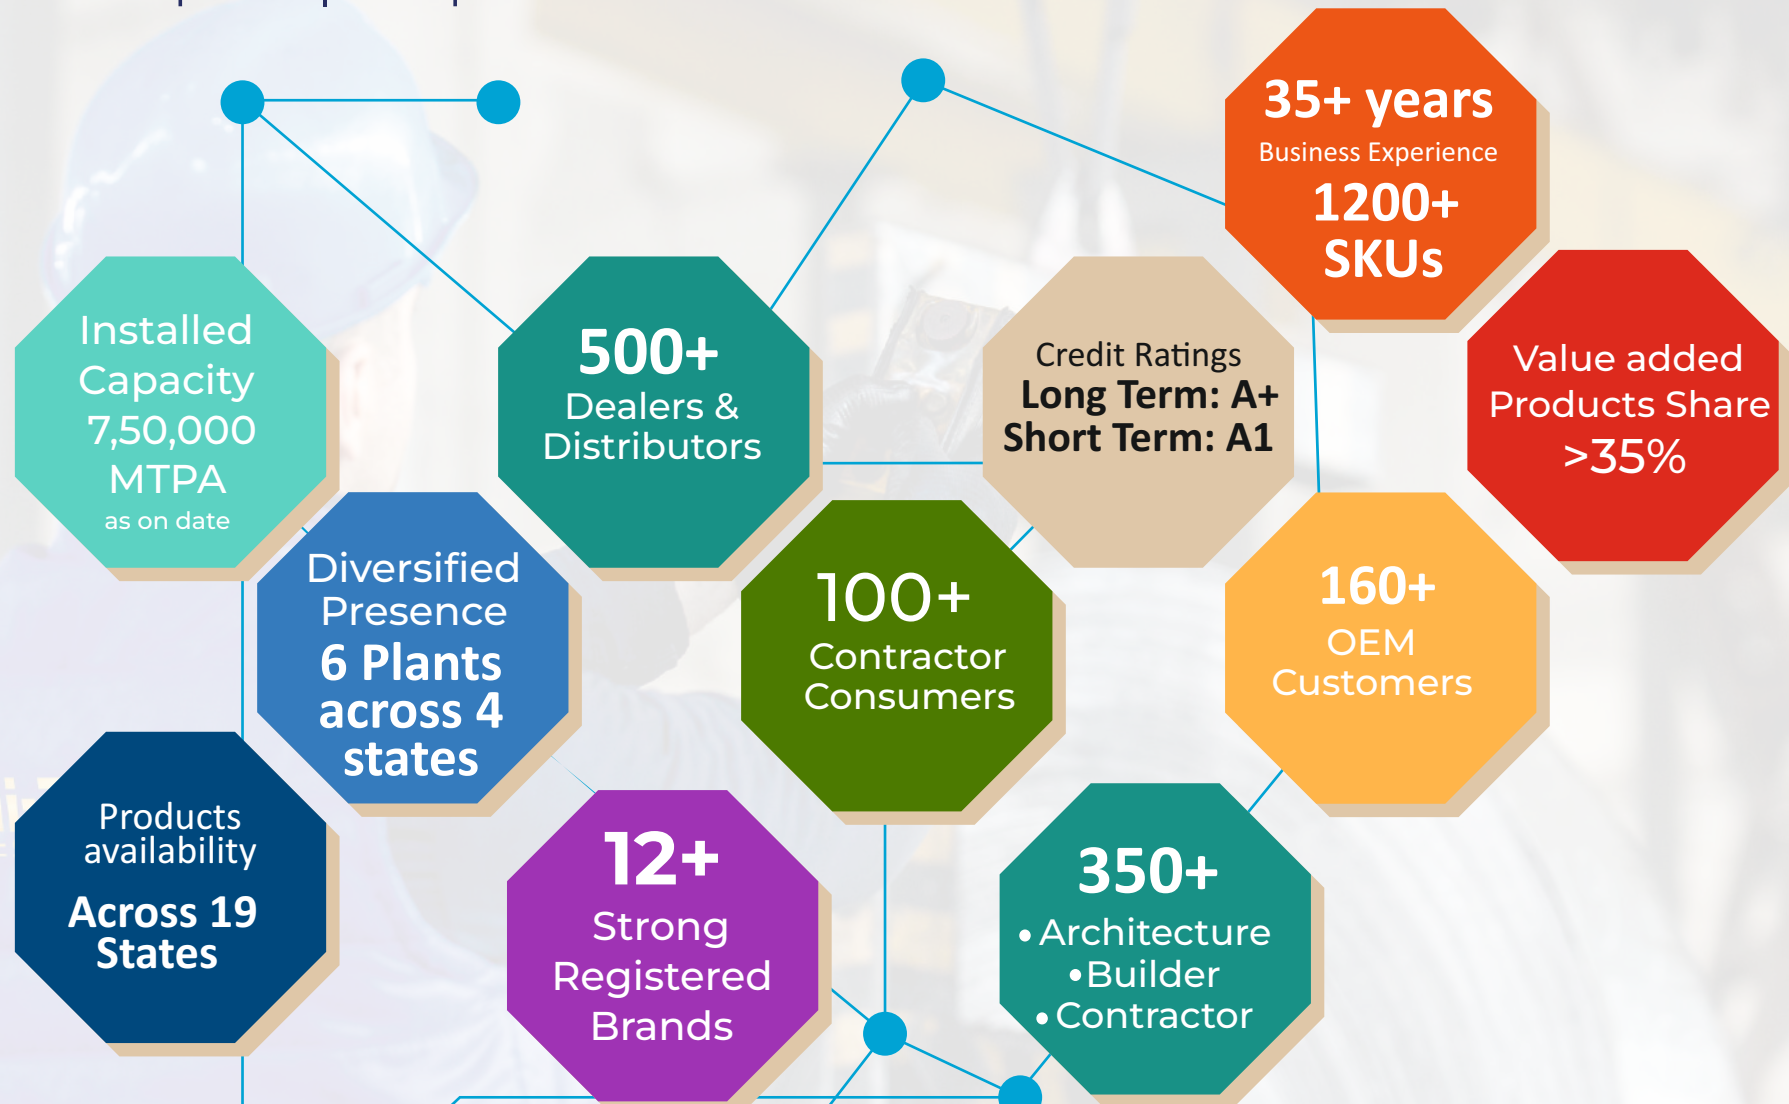 35+ years
Business Experience
1200+
SKUs
Installed
Capacity
7,50,000
MTPA
as on date
500+
Dealers &
Distributors
Credit Ratings
Long Term: A+
Short Term: A1
Value added
Products Share
>35%
Diversified
Presence
6 Plants
across 4
states
100+
Contractor
Consumers
160+
OEM
Customers
Products
availability
Across 19
States
12+
Strong
Registered
Brands
350+
• Architecture
• Builder
• Contractor